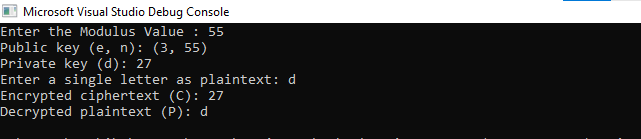 Microsoft Visual Studio Debug Console
Enter the Modulus Value : 55
Public key (e, n): (3, 55)
Private key (d): 27
Enter a single letter as plaintext: d
Encrypted ciphertext (C): 27
Decrypted plaintext (P): d